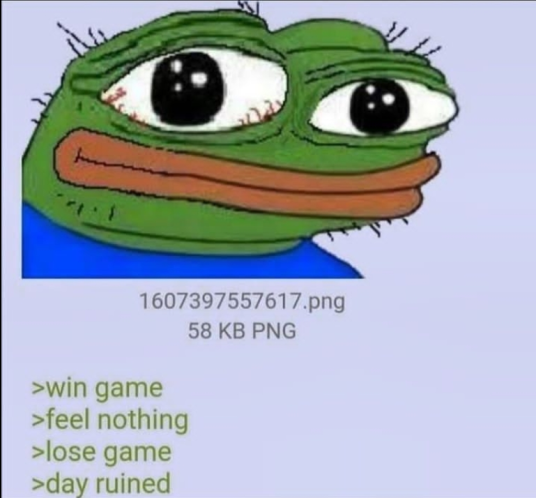 1607397557617.png
58 KB PNG
>win game
>feel nothing
>lose game
>day ruined